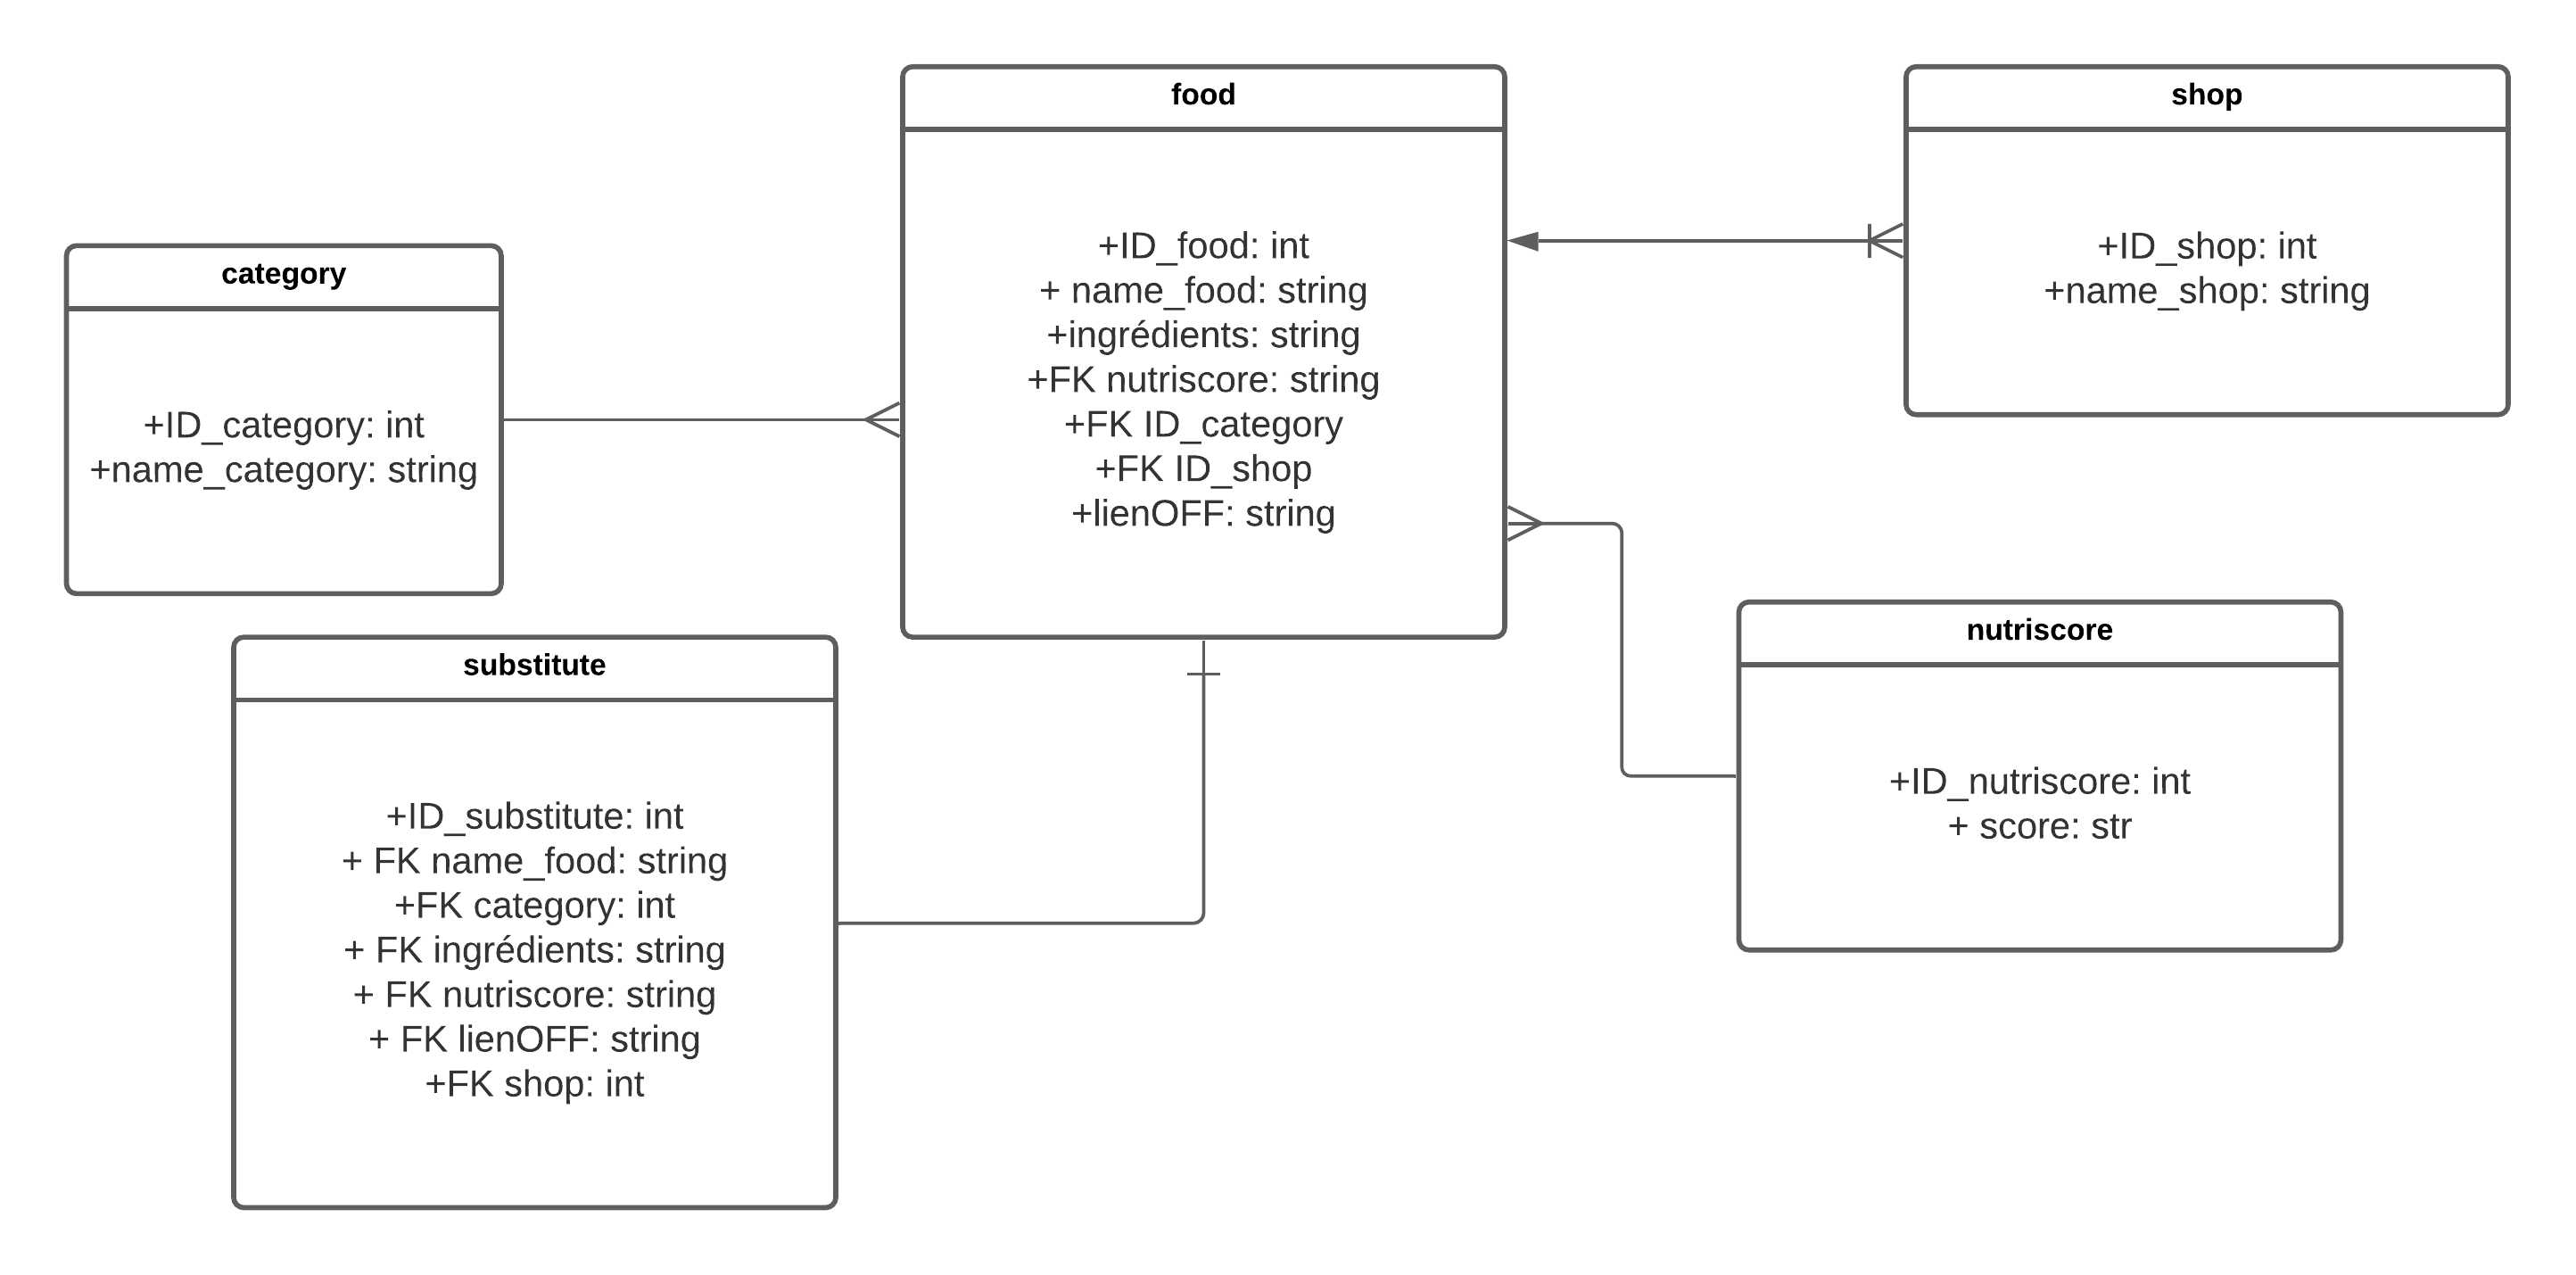 food
+ID_food: int
+ name_food: string
+ingrédients: string
+FK nutriscore: string
+FK ID_category
+FK ID_shop
+lienOFF: string
shop
+ID_shop: int
+name_shop: string
category
+ID_category: int
+name_category: string
substitute
+ID_substitute: int
+ FK name_food: string
+FK category: int
+ FK ingrédients: string
+ FK nutriscore: string
+ FK lienOFF: string
+FK shop: int
nutriscore
+ID_nutriscore: int
+ score: str